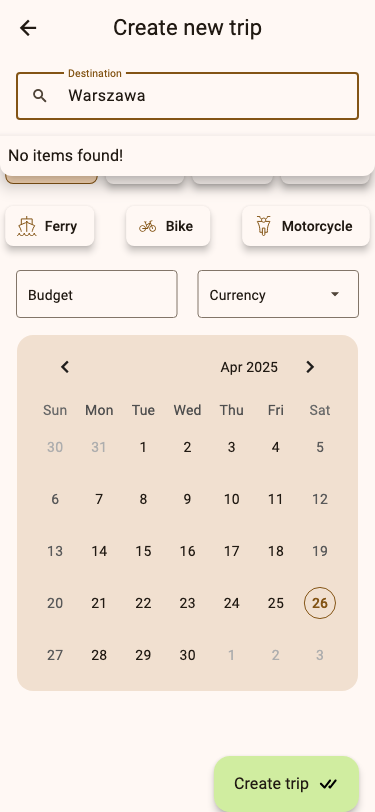 Create new trip
Destination
Warszawa
No items found!
Ferry Bike Motorcycle
Budget Currency
Apr 2025
Sun Mon Tue Wed Thu Fri Sat
30 31 1 2 3 4 5
6 7 8 9 10 11 12
13 14 15 16 17 18 19
20 21 22 23 24 25 26
27 28 29 30 1 2 3
Create trip